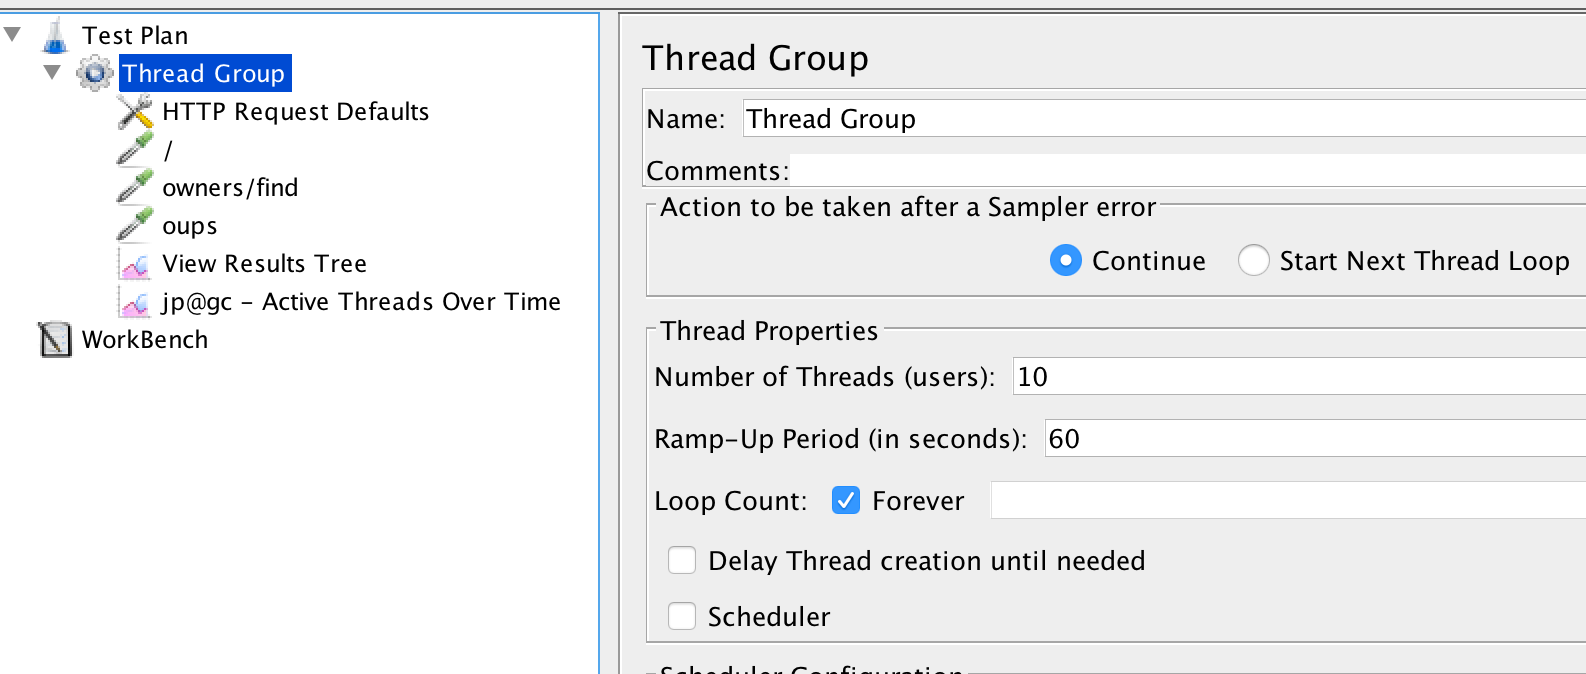 Test Plan
Thread Group
HTTP Request Defaults
/
owners/find
oups
View Results Tree
jp@gc - Active Threads Over Time
WorkBench
Thread Group
Name: Thread Group
Comments:
Action to be taken after a Sampler error
Continue Start Next Thread Loop
Thread Properties
Number of Threads (users): 10
Ramp-Up Period (in seconds): 60
Loop Count: Forever
Delay Thread creation until needed
Scheduler
Scheduler Configuration